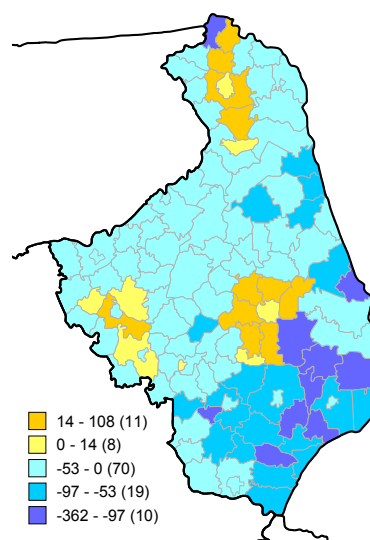 14 - 108 (11)
0 - 14 (8)
-53 - 0 (70)
-97 - -53 (19)
-362 - -97 (10)